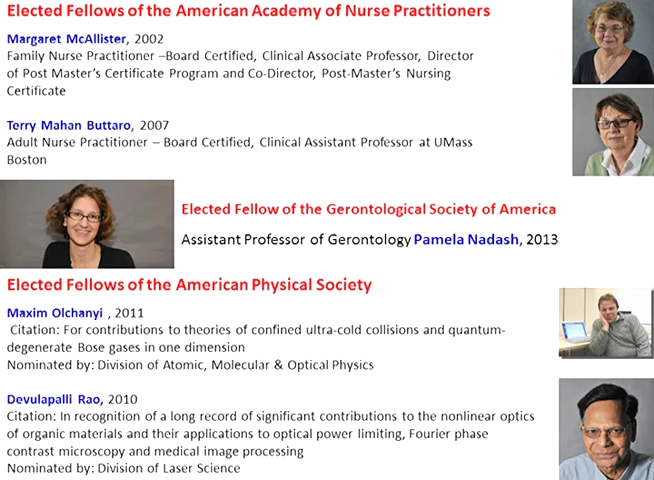 Elected Fellows of the American Academy of Nurse Practitioners
Margaret McAllister, 2002
Family Nurse Practitioner –Board Certified, Clinical Associate Professor, Director
of Post Master’s Certificate Program and Co-Director, Post-Master’s Nursing
Certificate
Terry Mahan Buttaro, 2007
Adult Nurse Practitioner – Board Certified, Clinical Assistant Professor at UMass
Boston
Elected Fellow of the Gerontological Society of America
Assistant Professor of Gerontology Pamela Nadash, 2013
Elected Fellows of the American Physical Society
Maxim Olchanyi , 2011
Citation: For contributions to theories of confined ultra-cold collisions and quantum-
degenerate Bose gases in one dimension
Nominated by: Division of Atomic, Molecular & Optical Physics
Devulapalli Rao, 2010
Citation: In recognition of a long record of significant contributions to the nonlinear optics
of organic materials and their applications to optical power limiting, Fourier phase
contrast microscopy and medical image processing
Nominated by: Division of Laser Science